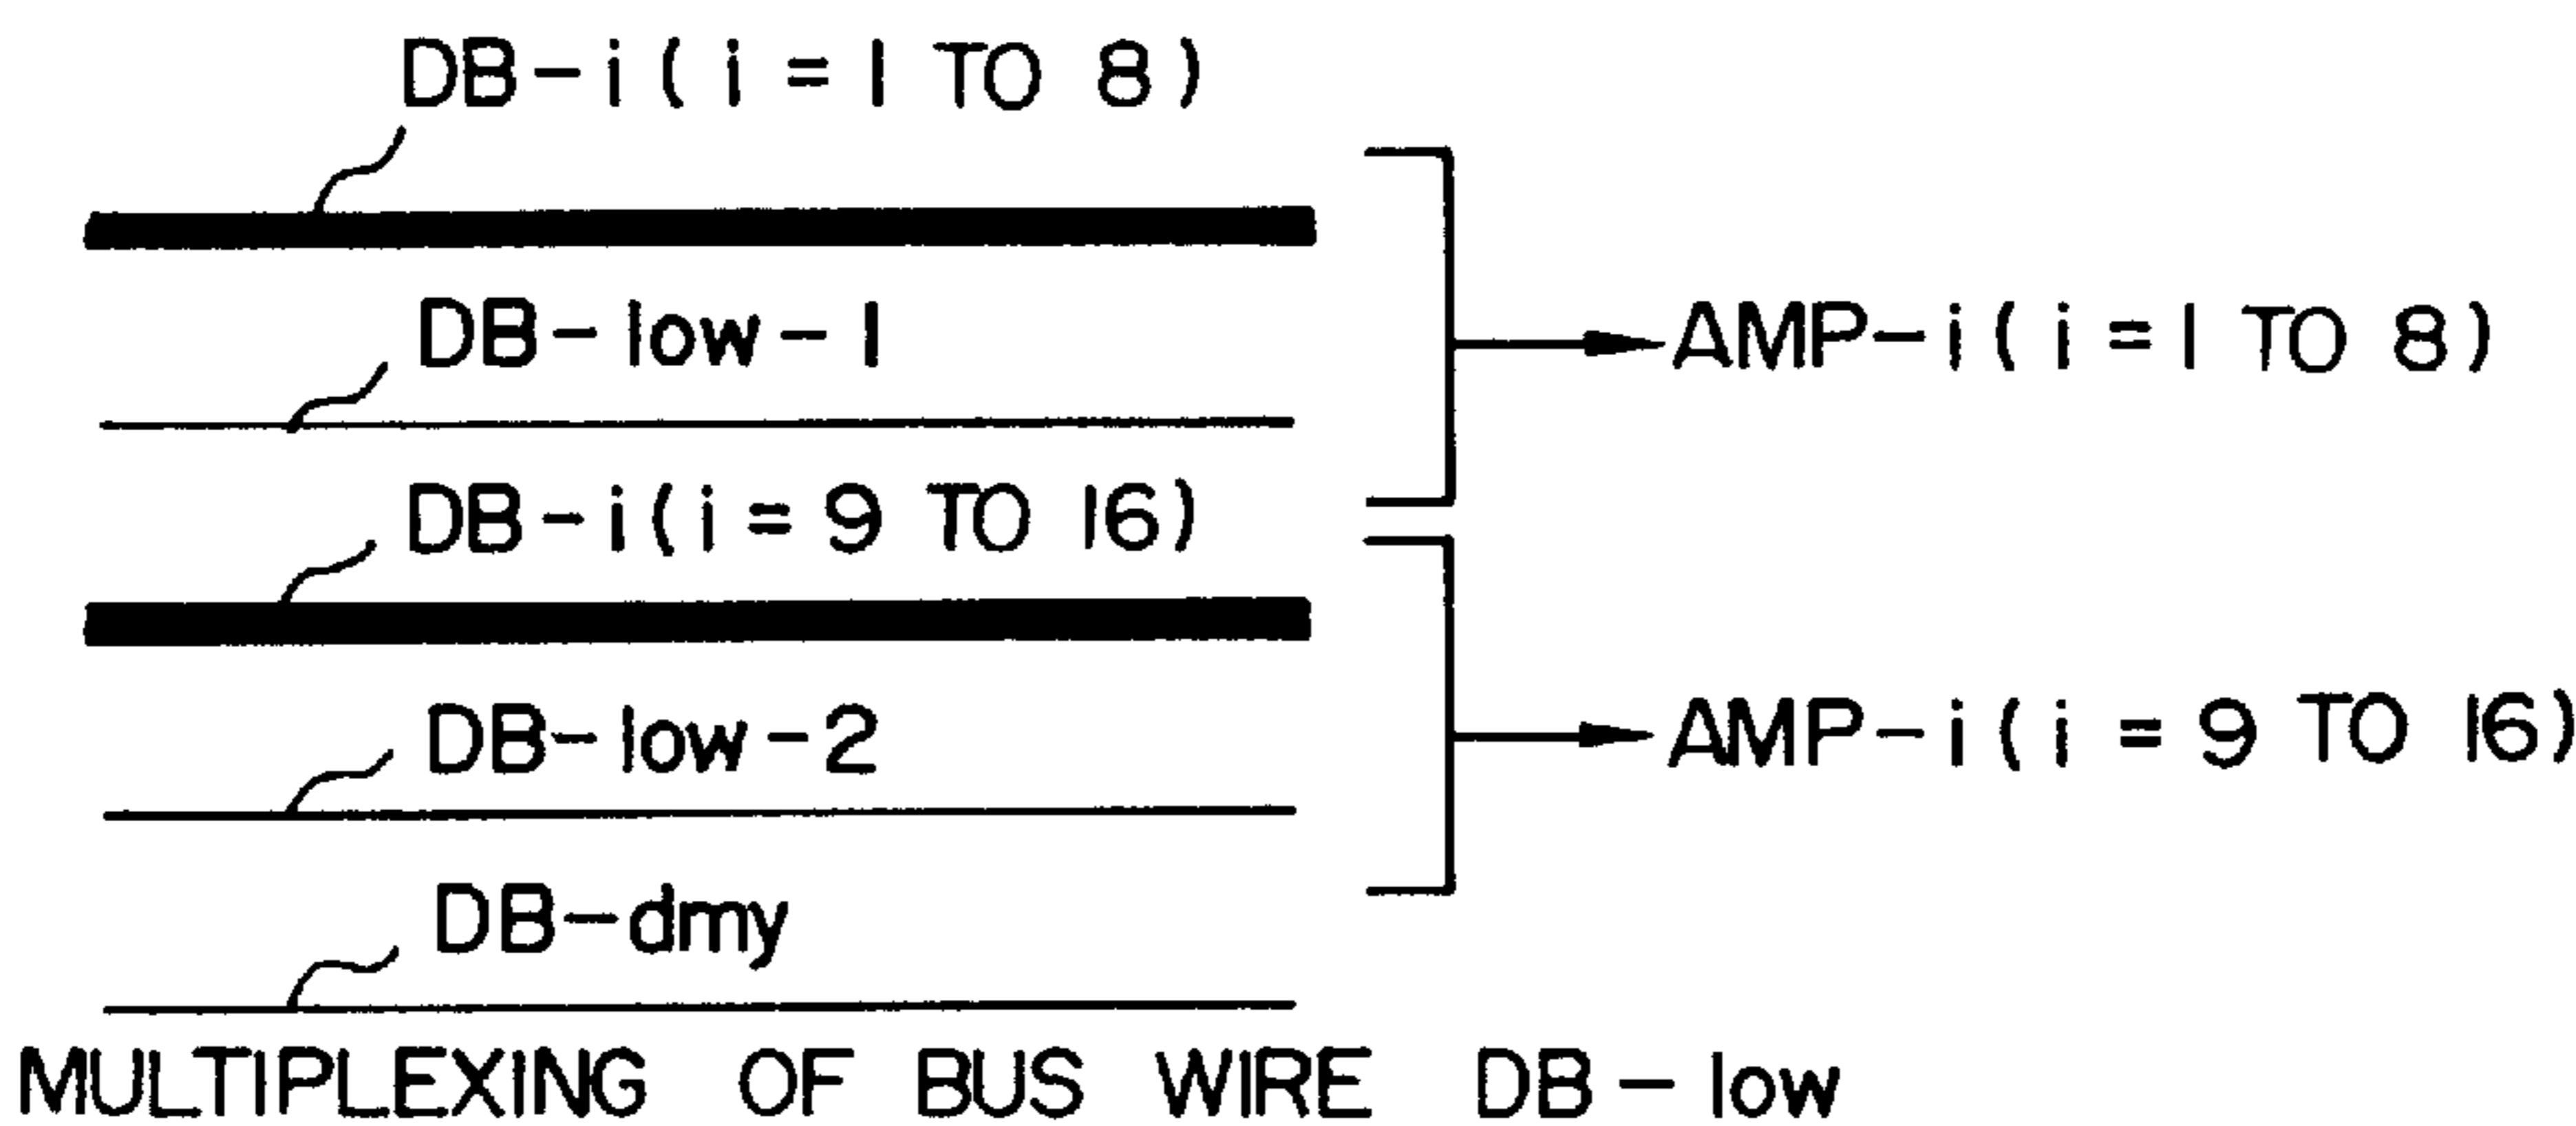 DB-i ( i = 1 TO 8 )
DB-low-1
AMP-i ( i = 1 TO 8 )
DB-i ( i = 9 TO 16 )
DB-low-2
AMP-i ( i = 9 TO 16 )
DB-dmy
MULTIPLEXING OF BUS WIRE DB-low